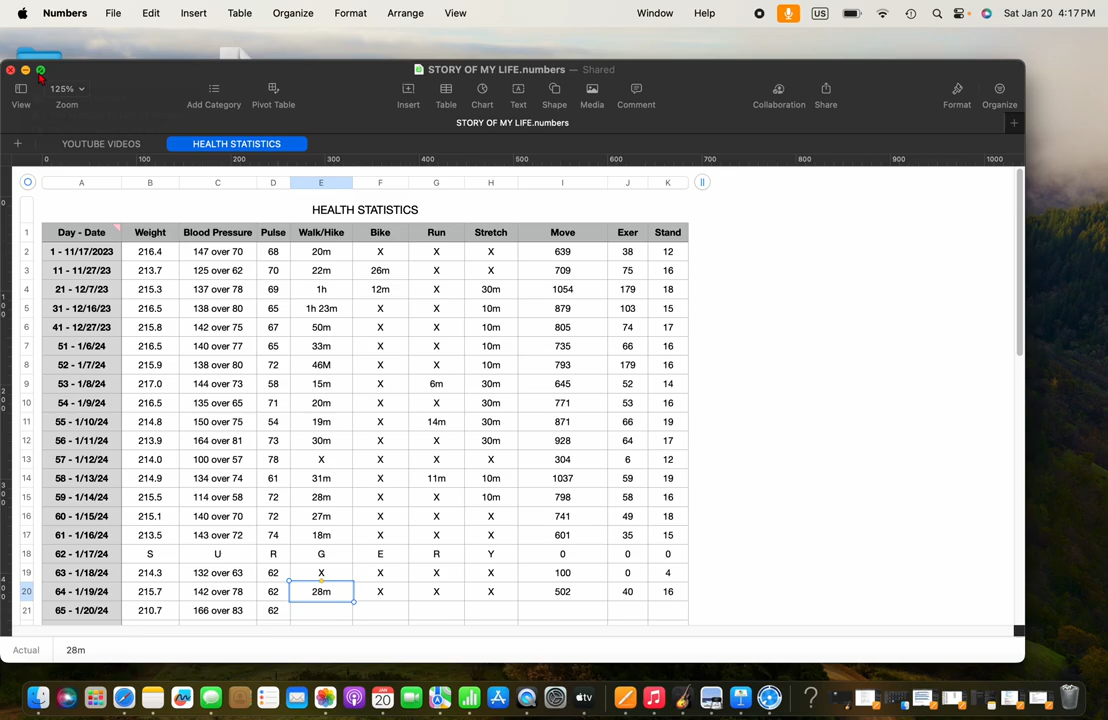 Numbers File Edit Insert Table Organize Format Arrange View Window Help US Sat Jan 20 4:17 PM
STORY OF MY LIFE.numbers — Shared
125%
View Zoom Add Category Pivot Table Insert Table Chart Text Shape Media Comment Collaboration Share Format Organize
STORY OF MY LIFE.numbers
YOUTUBE VIDEOS HEALTH STATISTICS
0 100 200 300 400 500 600 700 800 900 1000
A B C D E F G H I J K
HEALTH STATISTICS
1 Day - Date Weight Blood Pressure Pulse Walk/Hike Bike Run Stretch Move Exer Stand
2 1 - 11/17/2023 216.4 147 over 70 68 20m X X X 639 38 12
3 11 - 11/27/23 213.7 125 over 62 70 22m 26m X X 709 75 16
4 21 - 12/7/23 215.3 137 over 78 69 1h 12m X 30m 1054 179 18
5 31 - 12/16/23 216.5 138 over 80 65 1h 23m X X 10m 879 103 15
6 41 - 12/27/23 215.8 142 over 75 67 50m X X 10m 805 74 17
7 51 - 1/6/24 216.5 140 over 77 65 33m X X 10m 735 66 16
8 52 - 1/7/24 215.9 138 over 80 72 46M X X 10m 793 179 16
9 53 - 1/8/24 217.0 144 over 73 58 15m X 6m 30m 645 52 14
10 54 - 1/9/24 216.5 135 over 65 71 20m X X 30m 771 53 16
11 55 - 1/10/24 214.8 150 over 75 54 19m X 14m 30m 871 66 19
12 56 - 1/11/24 213.9 164 over 81 73 30m X X 30m 928 64 17
13 57 - 1/12/24 214.0 100 over 57 78 X X X X 304 6 12
14 58 - 1/13/24 214.9 134 over 74 61 31m X 11m 10m 1037 59 19
15 59 - 1/14/24 215.5 114 over 58 72 28m X X 10m 798 58 16
16 60 - 1/15/24 215.1 140 over 70 72 27m X X X 741 49 18
17 61 - 1/16/24 213.5 143 over 72 74 18m X X X 601 35 15
18 62 - 1/17/24 S U R G E R Y 0 0 0
19 63 - 1/18/24 214.3 132 over 63 62 X X X X 100 0 4
20 64 - 1/19/24 215.7 142 over 78 62 28m X X X 502 40 16
21 65 - 1/20/24 210.7 166 over 83 62
Actual 28m
JAN
20
tv